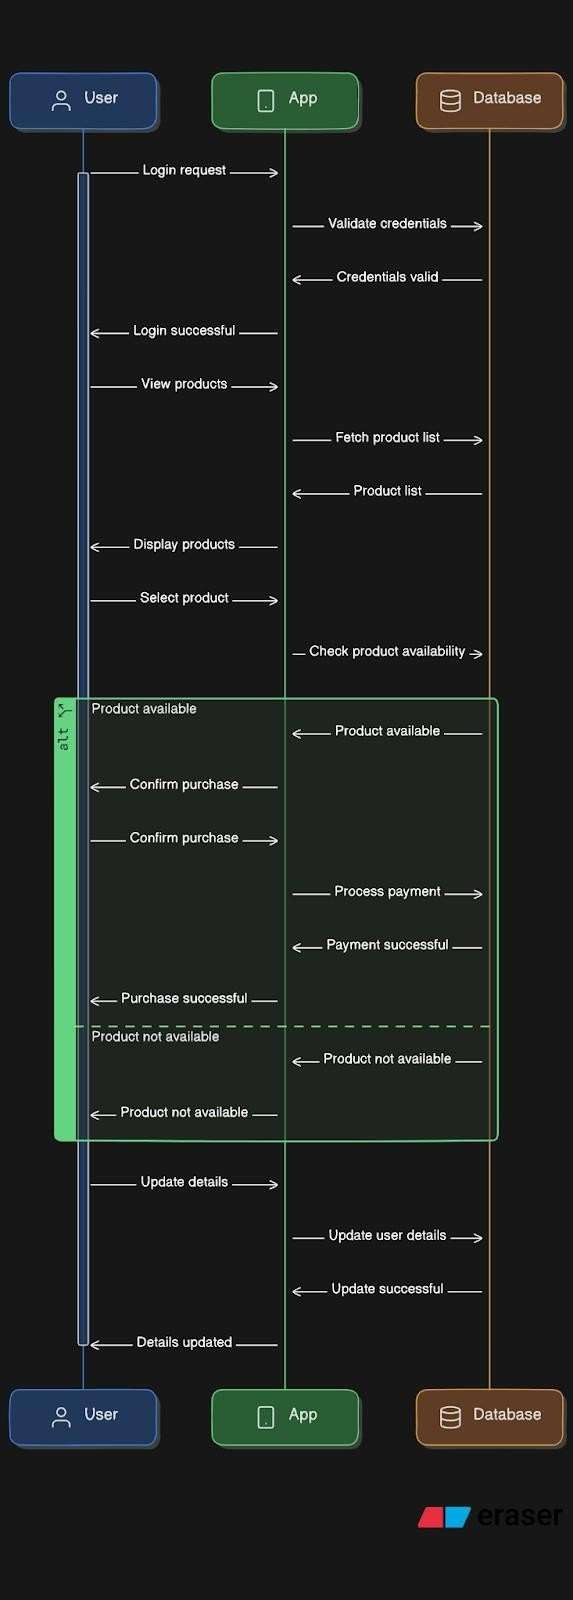 User
App
Database
Login request
Validate credentials
Credentials valid
Login successful
View products
Fetch product list
Product list
Display products
Select product
Check product availability
alt
Product available
Product available
Confirm purchase
Confirm purchase
Process payment
Payment successful
Purchase successful
Product not available
Product not available
Product not available
Update details
Update user details
Update successful
Details updated
User
App
Database
eraser